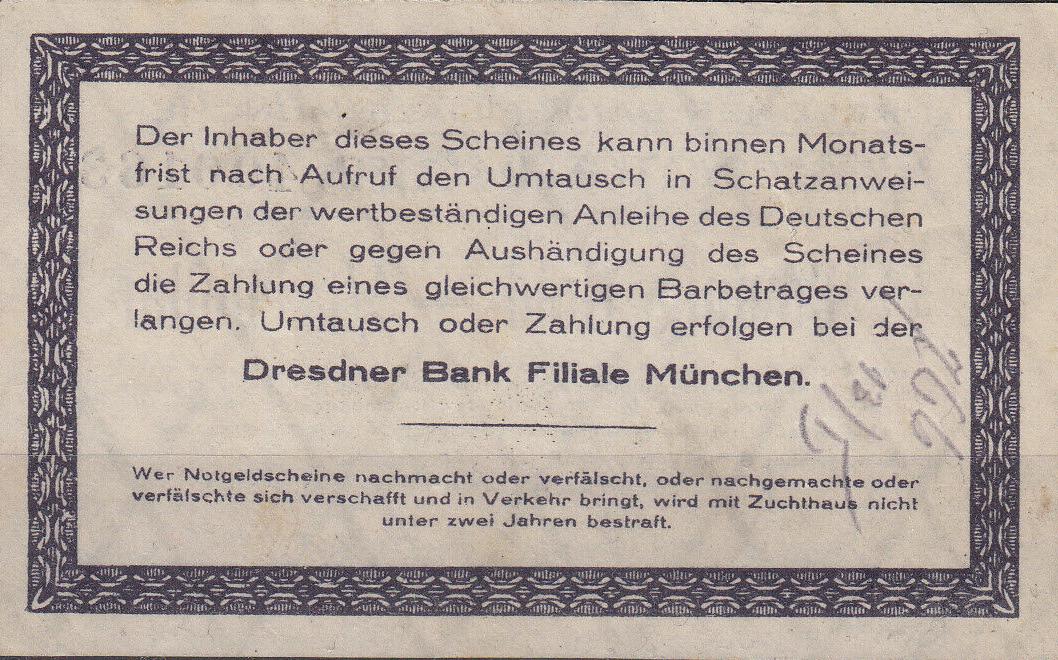 Der Inhaber dieses Scheines kann binnen Monats-
frist nach Aufruf den Umtausch in Schatzanwei-
sungen der wertbeständigen Anleihe des Deutschen
Reichs oder gegen Aushändigung des Scheines
die Zahlung eines gleichwertigen Barbetrages ver-
langen. Umtausch oder Zahlung erfolgen bei der
Dresdner Bank Filiale München.
Wer Notgeldscheine nachmacht oder verfälscht, oder nachgemachte oder
verfälschte sich verschafft und in Verkehr bringt, wird mit Zuchthaus nicht
unter zwei Jahren bestraft.